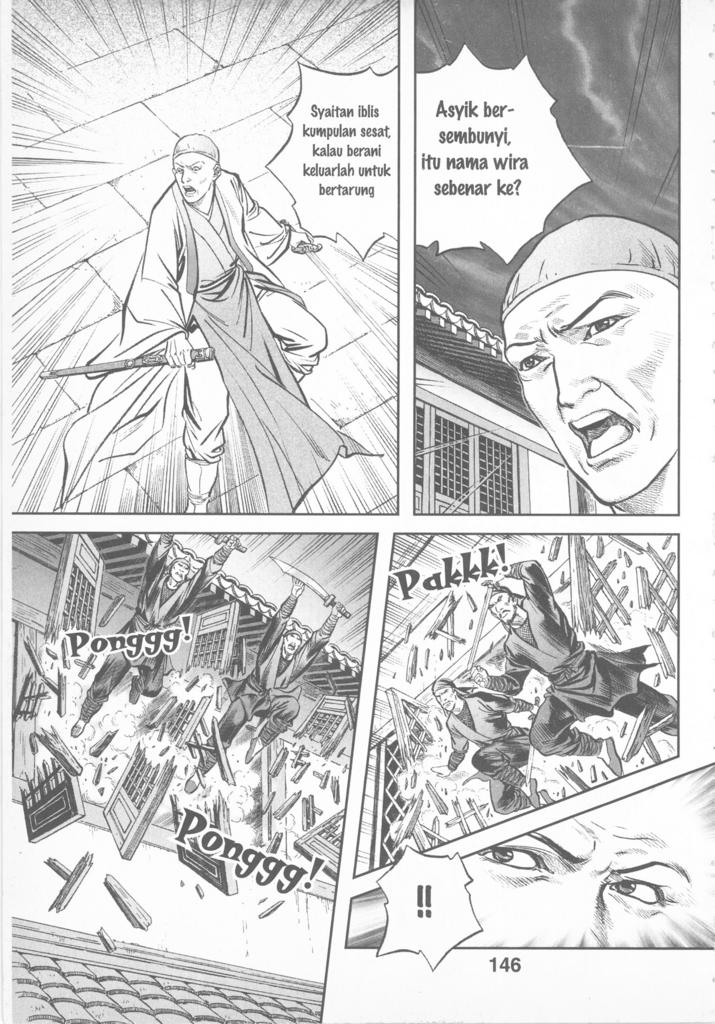 Syaitan iblis
kumpulan sesat,
kalau berani
keluarlah untuk
bertarung
Asyik ber-
sembunyi,
itu nama wira
sebenar ke?
Ponggg!
Ponggg!
Pakkk!
!!
146